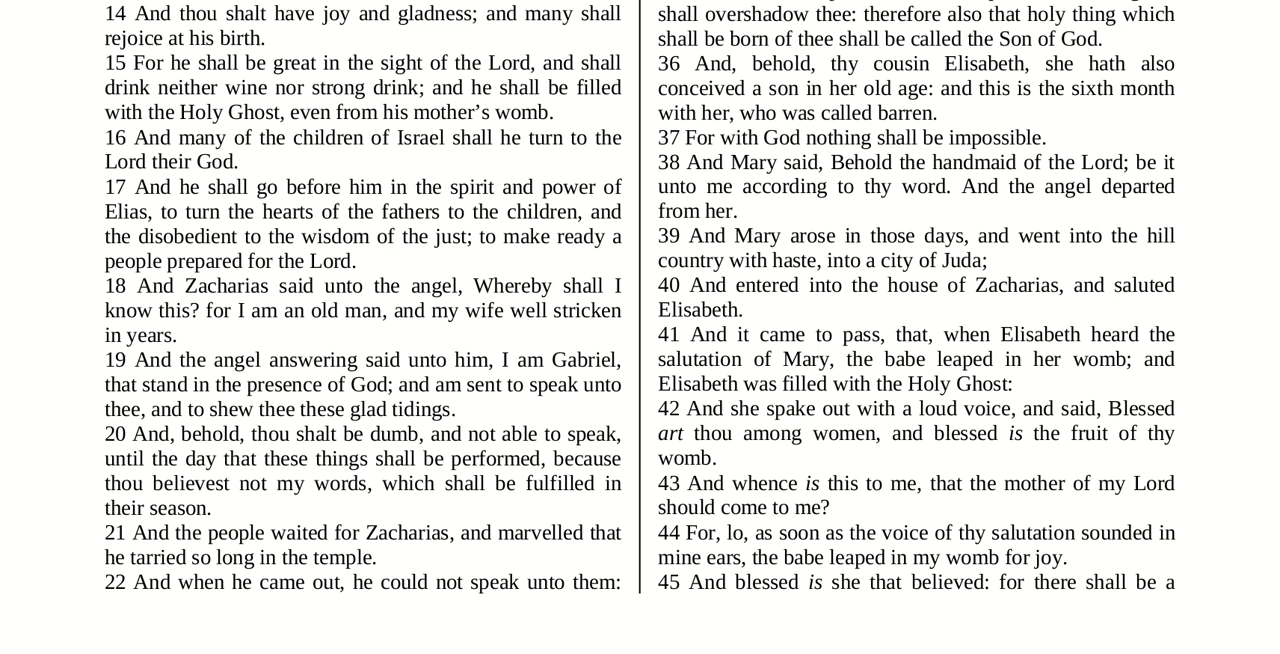 14 And thou shalt have joy and gladness; and many shall
rejoice at his birth.
15 For he shall be great in the sight of the Lord, and shall
drink neither wine nor strong drink; and he shall be filled
with the Holy Ghost, even from his mother’s womb.
16 And many of the children of Israel shall he turn to the
Lord their God.
17 And he shall go before him in the spirit and power of
Elias, to turn the hearts of the fathers to the children, and
the disobedient to the wisdom of the just; to make ready a
people prepared for the Lord.
18 And Zacharias said unto the angel, Whereby shall I
know this? for I am an old man, and my wife well stricken
in years.
19 And the angel answering said unto him, I am Gabriel,
that stand in the presence of God; and am sent to speak unto
thee, and to shew thee these glad tidings.
20 And, behold, thou shalt be dumb, and not able to speak,
until the day that these things shall be performed, because
thou believest not my words, which shall be fulfilled in
their season.
21 And the people waited for Zacharias, and marvelled that
he tarried so long in the temple.
22 And when he came out, he could not speak unto them:
shall overshadow thee: therefore also that holy thing which
shall be born of thee shall be called the Son of God.
36 And, behold, thy cousin Elisabeth, she hath also
conceived a son in her old age: and this is the sixth month
with her, who was called barren.
37 For with God nothing shall be impossible.
38 And Mary said, Behold the handmaid of the Lord; be it
unto me according to thy word. And the angel departed
from her.
39 And Mary arose in those days, and went into the hill
country with haste, into a city of Juda;
40 And entered into the house of Zacharias, and saluted
Elisabeth.
41 And it came to pass, that, when Elisabeth heard the
salutation of Mary, the babe leaped in her womb; and
Elisabeth was filled with the Holy Ghost:
42 And she spake out with a loud voice, and said, Blessed
art thou among women, and blessed is the fruit of thy
womb.
43 And whence is this to me, that the mother of my Lord
should come to me?
44 For, lo, as soon as the voice of thy salutation sounded in
mine ears, the babe leaped in my womb for joy.
45 And blessed is she that believed: for there shall be a